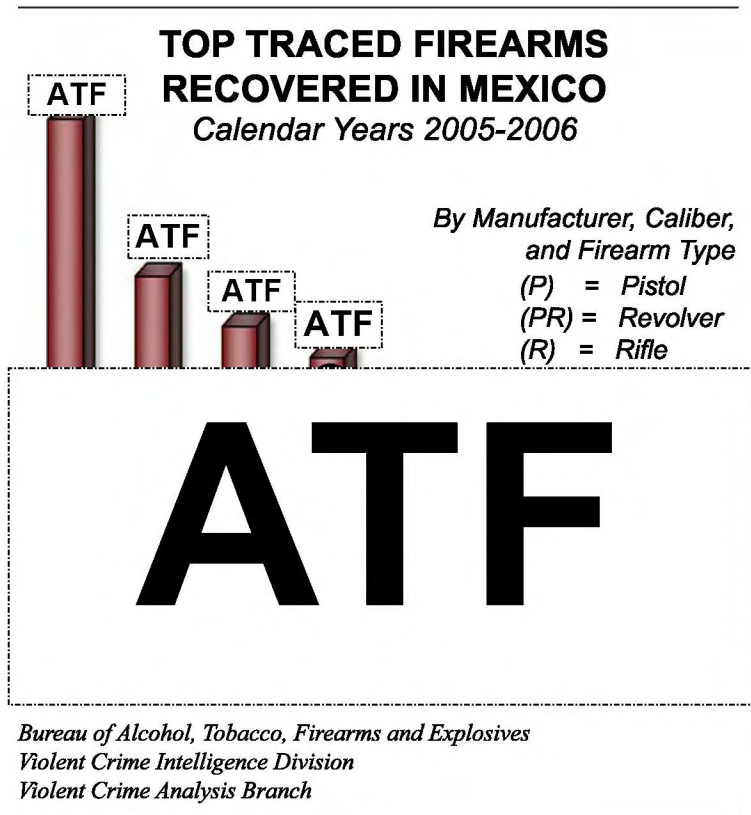 TOP TRACED FIREARMS
RECOVERED IN MEXICO
Calendar Years 2005-2006
ATF
ATF
ATF
ATF
By Manufacturer, Caliber,
and Firearm Type
(P) = Pistol
(PR) = Revolver
(R) = Rifle
ATF
Bureau of Alcohol, Tobacco, Firearms and Explosives
Violent Crime Intelligence Division
Violent Crime Analysis Branch